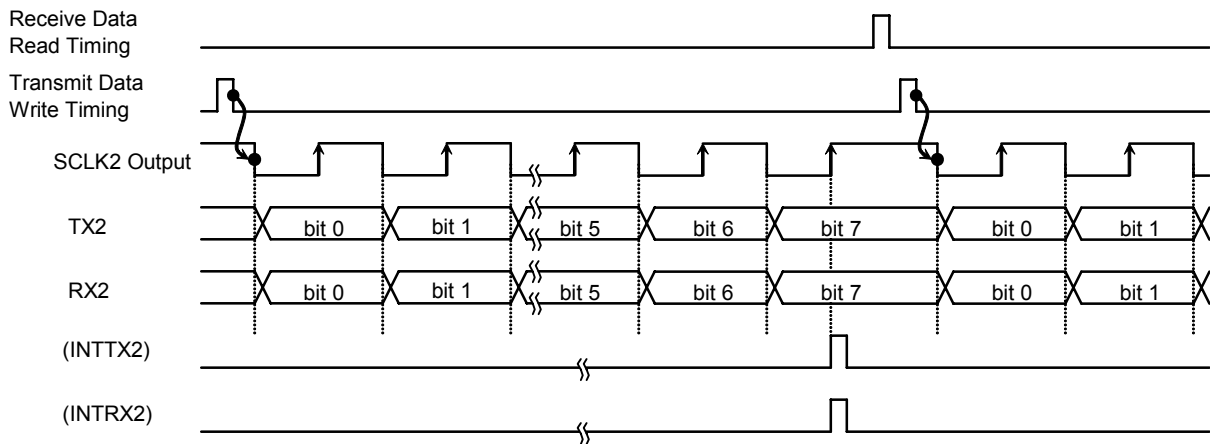 Receive Data
Read Timing
Transmit Data
Write Timing
SCLK2 Output
TX2
bit 0 bit 1 bit 5 bit 6 bit 7 bit 0 bit 1
RX2
bit 0 bit 1 bit 5 bit 6 bit 7 bit 0 bit 1
(INTTX2)
(INTRX2)